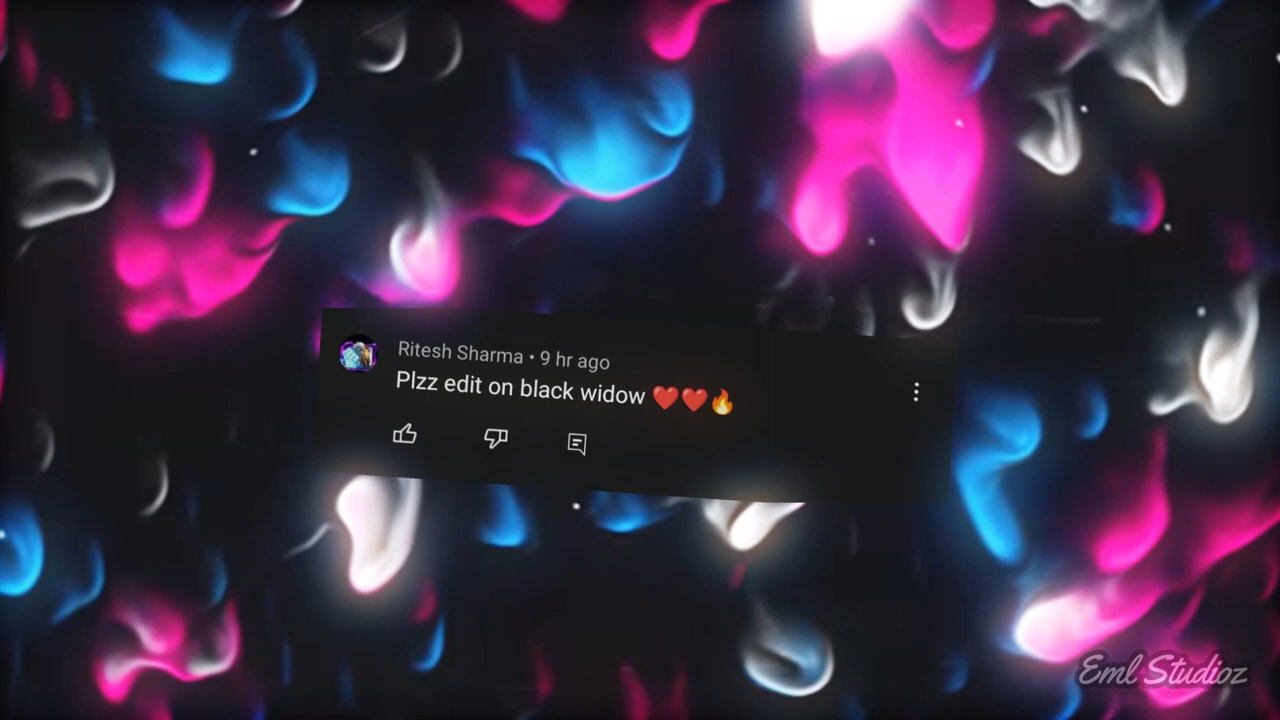 Ritesh Sharma • 9 hr ago
Plzz edit on black widow ❤️❤️🔥
Eml Studioz